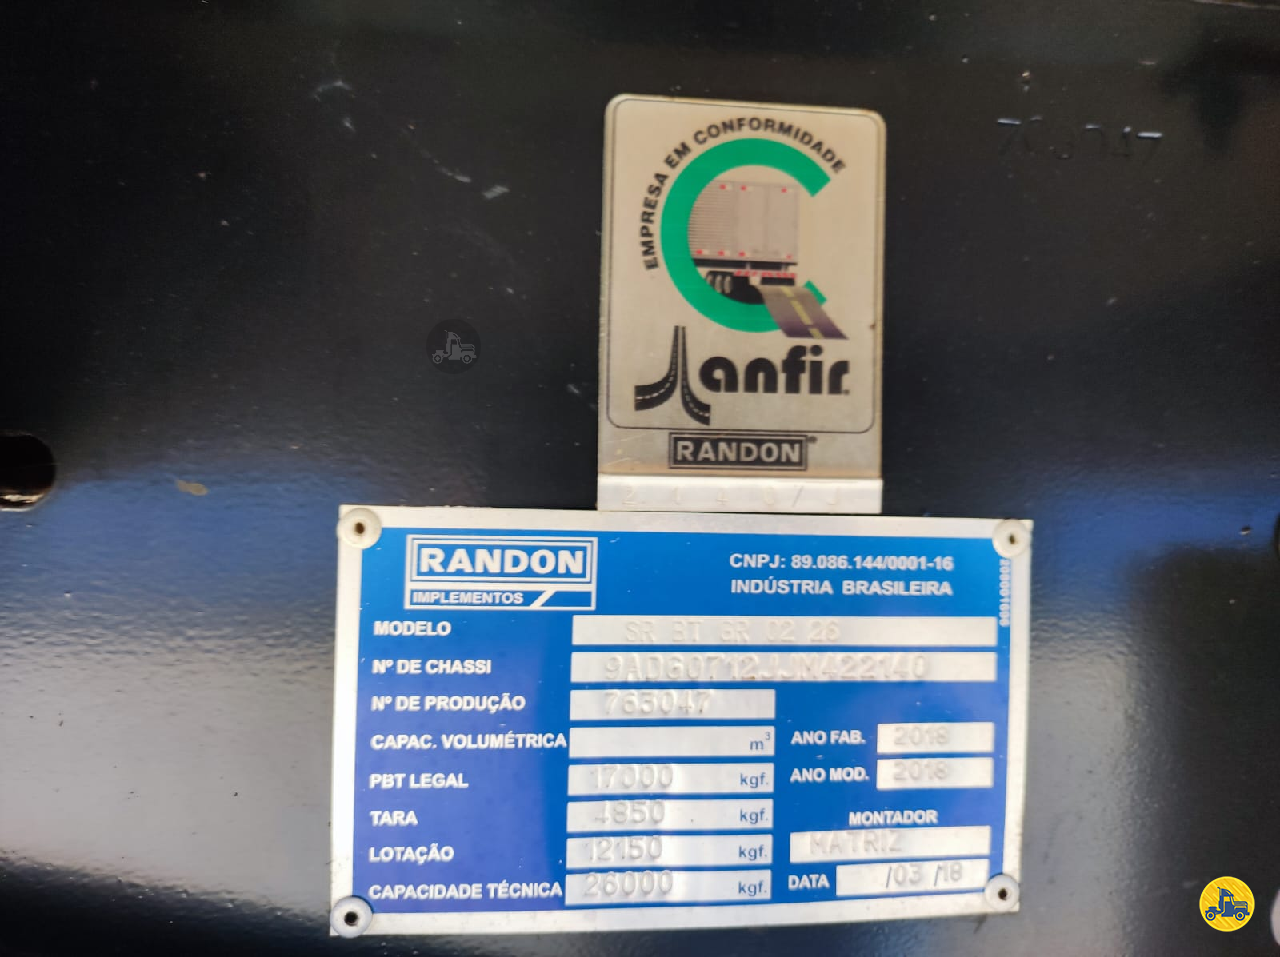 EMPRESA EM CONFORMIDADE
anfir
RANDON
RANDON
IMPLEMENTOS
CNPJ: 89.086.144/0001-16
INDÚSTRIA BRASILEIRA
MODELO SR BT GR 02 26
Nº DE CHASSI 9ADG0712JJM422140
Nº DE PRODUÇÃO 763047
CAPAC. VOLUMÉTRICA m³
ANO FAB. 2018
PBT LEGAL 17000 kgf.
ANO MOD. 2018
TARA 4850 kgf.
MONTADOR
MATRIZ
LOTAÇÃO 12150 kgf.
CAPACIDADE TÉCNICA 26000 kgf.
DATA /03 /18